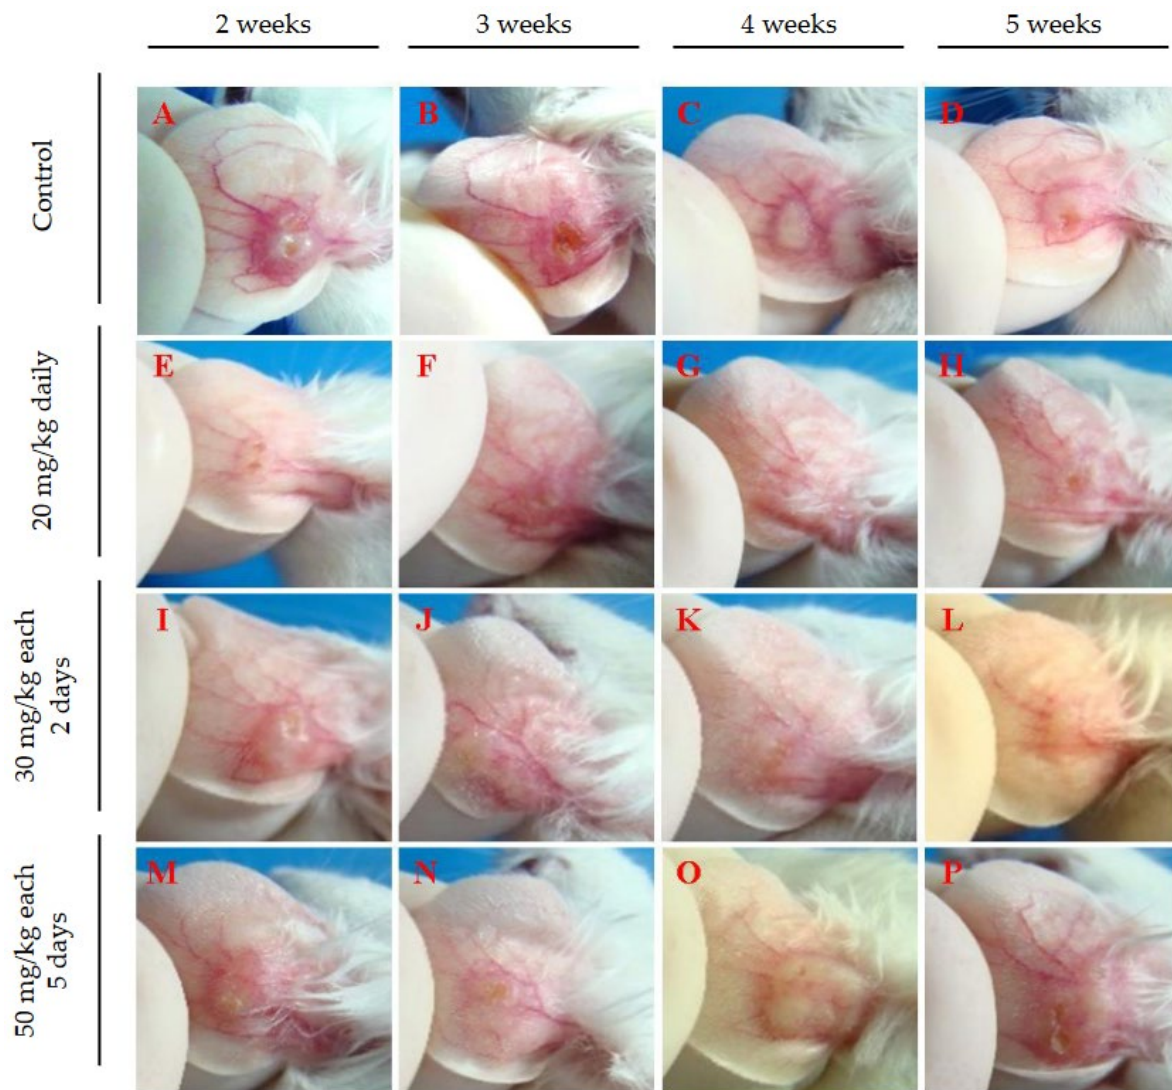 2 weeks
3 weeks
4 weeks
5 weeks
Control
A
B
C
D
20 mg/kg daily
E
F
G
H
30 mg/kg each
2 days
I
J
K
L
50 mg/kg each
5 days
M
N
O
P